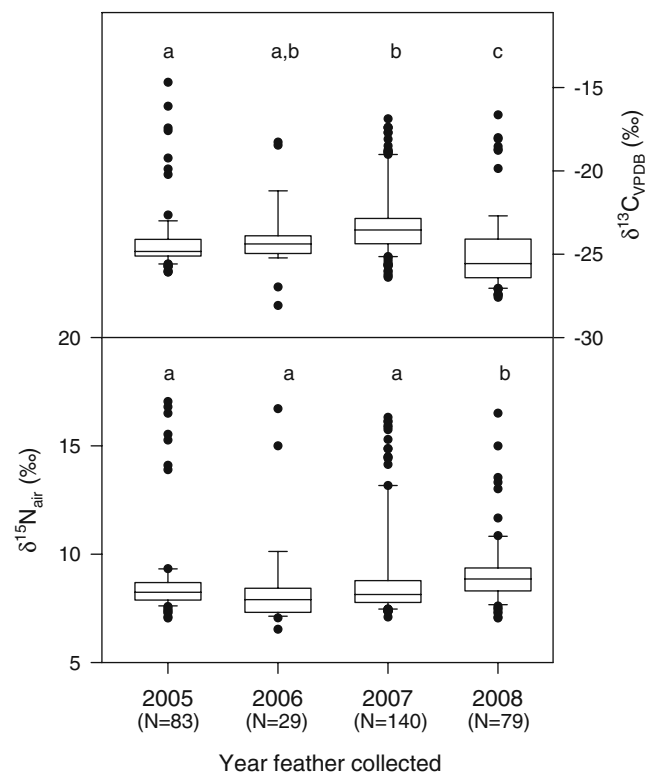 a a,b b c
-15
-20
-25
-30
δ13CVPDB (‰)
20
15
10
5
δ15Nair (‰)
a a a b
2005 2006 2007 2008
(N=83) (N=29) (N=140) (N=79)
Year feather collected